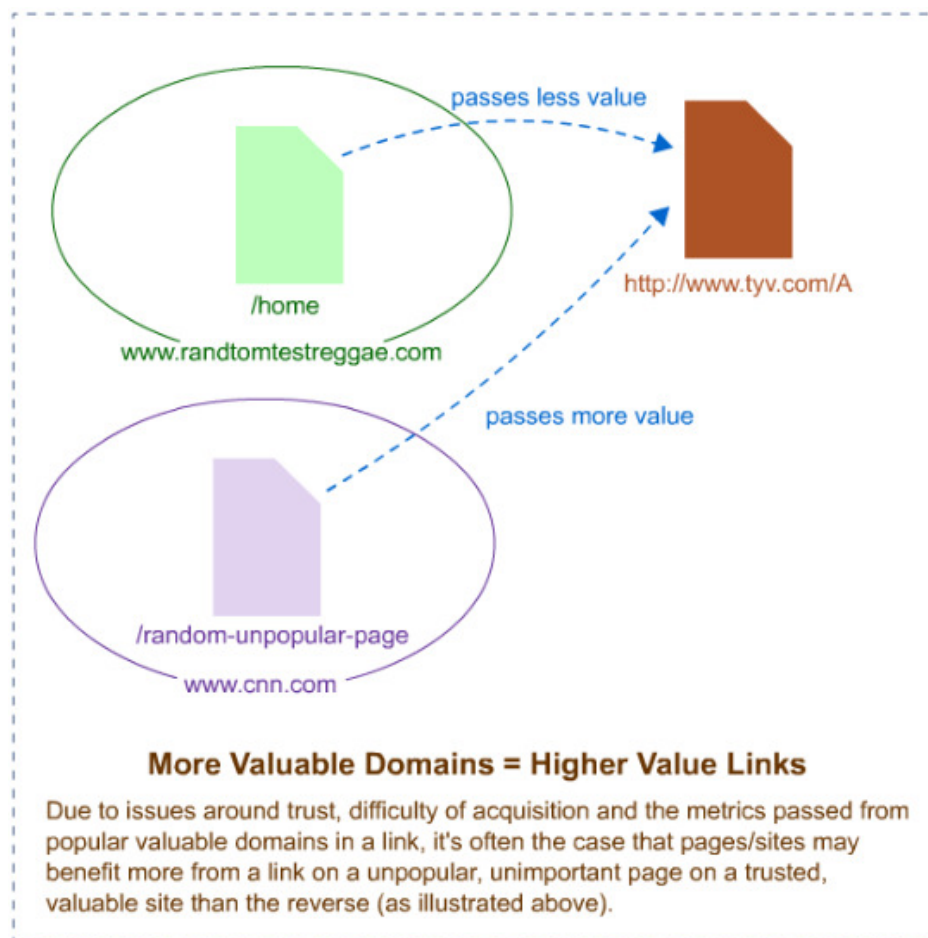 passes less value
http://www.tyv.com/A
/home
www.randtomtestreggae.com
passes more value
/random-unpopular-page
www.cnn.com
More Valuable Domains = Higher Value Links
Due to issues around trust, difficulty of acquisition and the metrics passed from
popular valuable domains in a link, it's often the case that pages/sites may
benefit more from a link on a unpopular, unimportant page on a trusted,
valuable site than the reverse (as illustrated above).